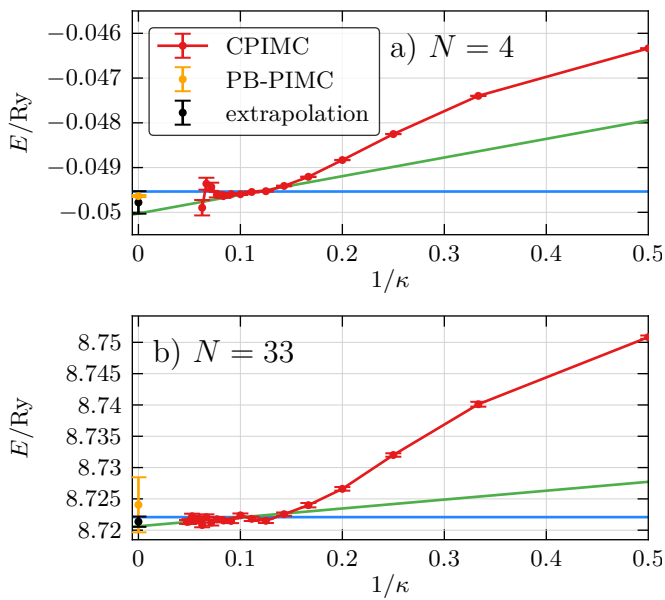 −0.046
−0.047
−0.048
−0.049
−0.05
E/Ry
CPIMC
PB-PIMC
extrapolation
a) N = 4
0 0.1 0.2 0.3 0.4 0.5
1/κ
8.75
8.745
8.74
8.735
8.73
8.725
8.72
E/Ry
b) N = 33
0 0.1 0.2 0.3 0.4 0.5
1/κ